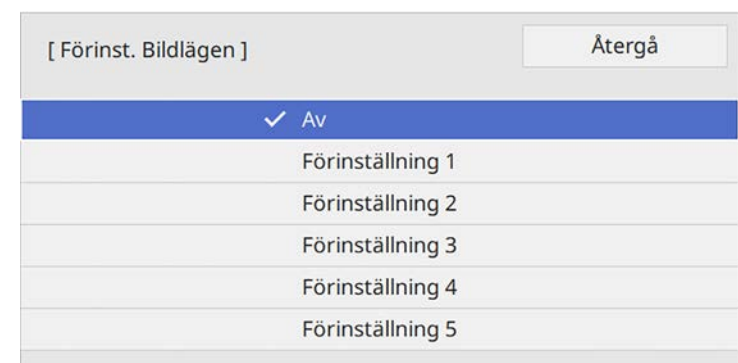 [ Förinst. Bildlägen ] Återgå
Av
Förinställning 1
Förinställning 2
Förinställning 3
Förinställning 4
Förinställning 5